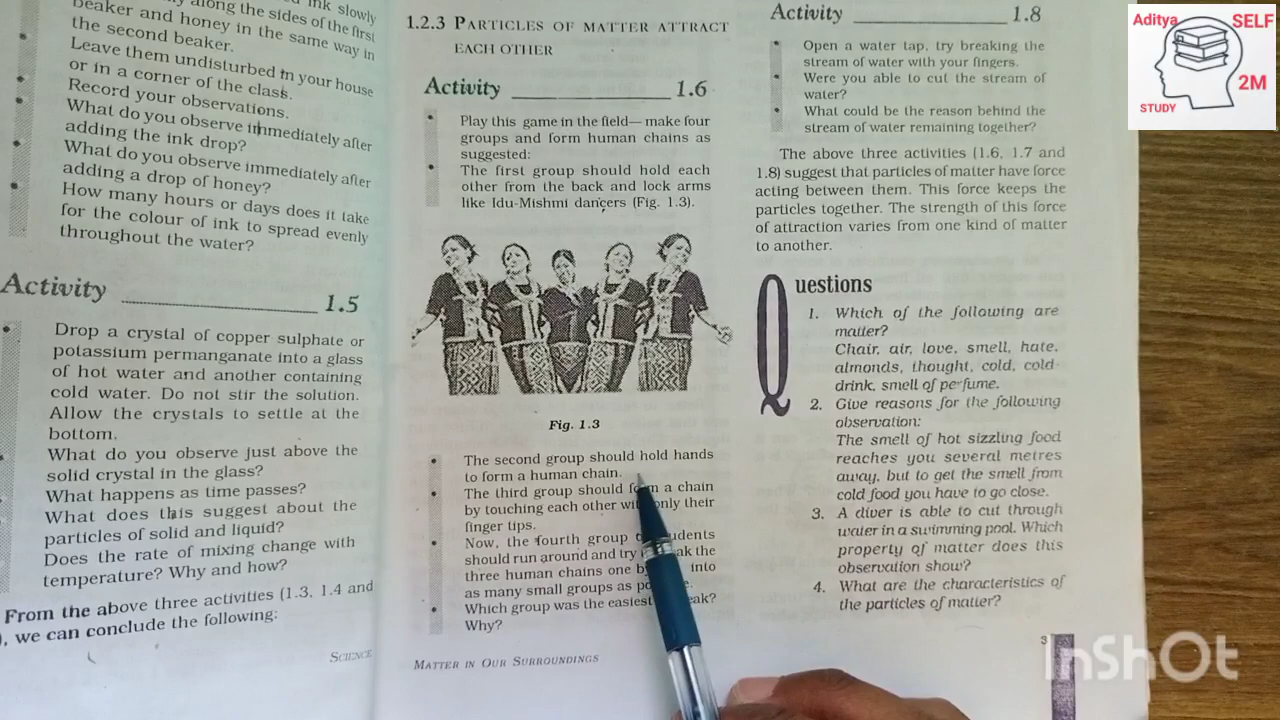 ink slowly
along the sides of the first
beaker and honey in the same way in
the second beaker.
Leave them undisturbed in your house
or in a corner of the class.
Record your observations.
What do you observe immediately after
adding the ink drop?
What do you observe immediately after
adding a drop of honey?
How many hours or days does it take
for the colour of ink to spread evenly
throughout the water?
Activity 1.5
Drop a crystal of copper sulphate or
potassium permanganate into a glass
of hot water and another containing
cold water. Do not stir the solution.
Allow the crystals to settle at the
bottom.
What do you observe just above the
solid crystal in the glass?
What happens as time passes?
What does this suggest about the
particles of solid and liquid?
Does the rate of mixing change with
temperature? Why and how?
From the above three activities (1.3, 1.4 and
), we can conclude the following:
SCIENCE
1.2.3 PARTICLES OF MATTER ATTRACT
EACH OTHER
Activity 1.6
Play this game in the field— make four
groups and form human chains as
suggested:
The first group should hold each
other from the back and lock arms
like Idu-Mishmi dancers (Fig. 1.3).
Fig. 1.3
The second group should hold hands
to form a human chain.
The third group should form a chain
by touching each other with only their
finger tips.
Now, the fourth group of students
should run around and try to break the
three human chains one by into
as many small groups as possible.
Which group was the easiest to break?
Why?
MATTER IN OUR SURROUNDINGS
Activity 1.8
Open a water tap, try breaking the
stream of water with your fingers.
Were you able to cut the stream of
water?
What could be the reason behind the
stream of water remaining together?
The above three activities (1.6, 1.7 and
1.8) suggest that particles of matter have force
acting between them. This force keeps the
particles together. The strength of this force
of attraction varies from one kind of matter
to another.
Questions
1. Which of the following are
matter?
Chair, air, love, smell, hate,
almonds, thought, cold, cold-
drink, smell of perfume.
2. Give reasons for the following
observation:
The smell of hot sizzling food
reaches you several metres
away, but to get the smell from
cold food you have to go close.
3. A diver is able to cut through
water in a swimming pool. Which
property of matter does this
observation show?
4. What are the characteristics of
the particles of matter?
3
Aditya SELF
2M
STUDY
InShOt